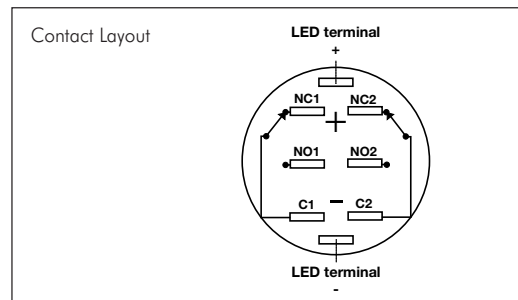 Contact Layout
LED terminal
+
NC1 NC2
+
NO1 NO2
-
C1 C2
LED terminal
-